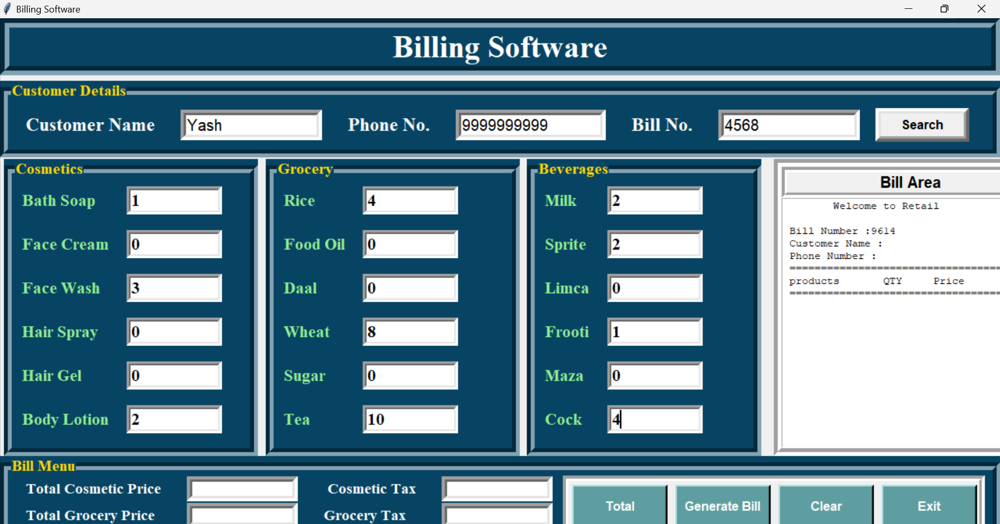 Billing Software
Billing Software
Customer Details
Customer Name Yash Phone No. 9999999999 Bill No. 4568 Search
Cosmetics
Bath Soap 1
Face Cream 0
Face Wash 3
Hair Spray 0
Hair Gel 0
Body Lotion 2
Grocery
Rice 4
Food Oil 0
Daal 0
Wheat 8
Sugar 0
Tea 10
Beverages
Milk 2
Sprite 2
Limca 0
Frooti 1
Maza 0
Cock 4
Bill Area
Welcome to Retail
Bill Number :9614
Customer Name :
Phone Number :
==================================
products QTY Price
==================================
Bill Menu
Total Cosmetic Price Cosmetic Tax
Total Grocery Price Grocery Tax
Total Generate Bill Clear Exit